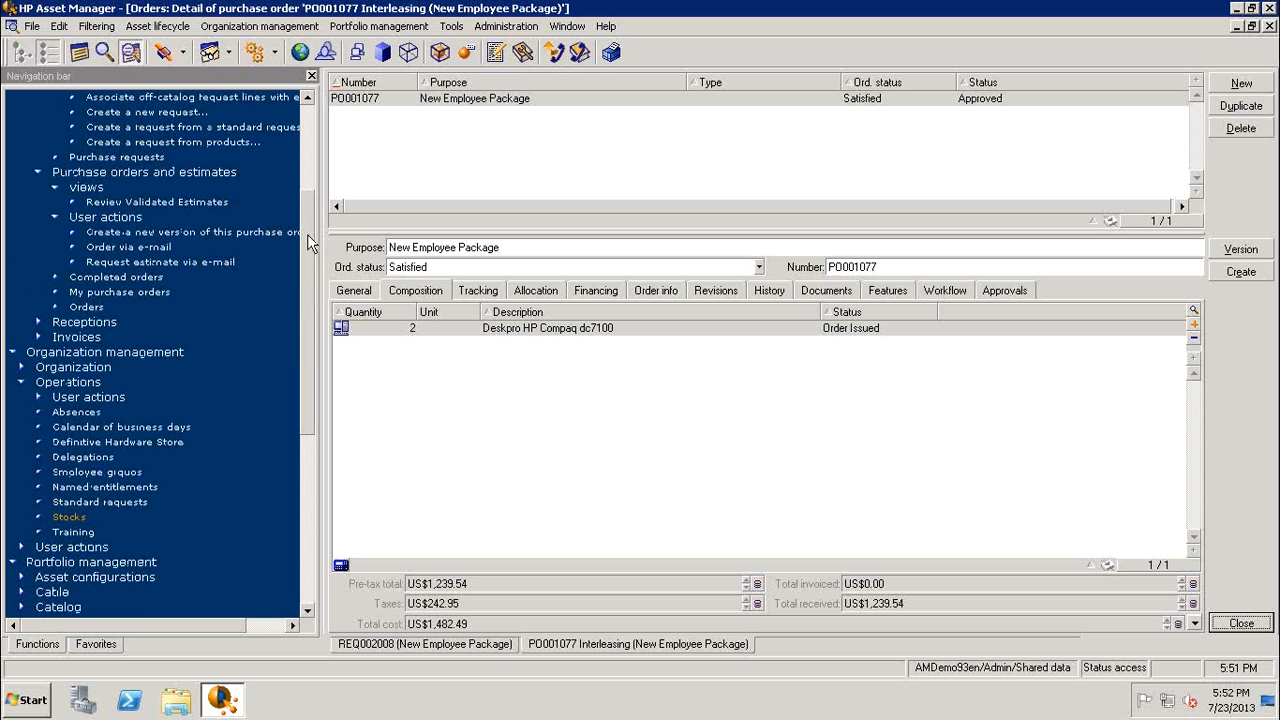 HP Asset Manager - [Orders: Detail of purchase order 'PO001077 Interleasing (New Employee Package)']
File Edit Filtering Asset lifecycle Organization management Portfolio management Tools Administration Window Help
Navigation bar
Associate off-catalog request lines with e
Create a new request...
Create a request from a standard reques
Create a request from products...
Purchase requests
Purchase orders and estimates
Views
Review Validated Estimates
User actions
Create a new version of this purchase ord
Order via e-mail
Request estimate via e-mail
Completed orders
My purchase orders
Orders
Receptions
Invoices
Organization management
Organization
Operations
User actions
Absences
Calendar of business days
Definitive Hardware Store
Delegations
Employee groups
Named entitlements
Standard requests
Stocks
Training
User actions
Portfolio management
Asset configurations
Cable
Catalog
Functions Favorites
Number Purpose Type Ord. status Status
PO001077 New Employee Package Satisfied Approved
1 / 1
New
Duplicate
Delete
Purpose: New Employee Package
Ord. status: Satisfied Number: PO001077
Version
Create
General Composition Tracking Allocation Financing Order info Revisions History Documents Features Workflow Approvals
Quantity Unit Description Status
2 Deskpro HP Compaq dc7100 Order Issued
1 / 1
Pre-tax total: US$1,239.54 Total invoiced: US$0.00
Taxes: US$242.95 Total received: US$1,239.54
Total cost: US$1,482.49
Close
REQ002008 (New Employee Package) PO001077 Interleasing (New Employee Package)
AMDemo93en/Admin/Shared data Status access 5:51 PM
Start
5:52 PM
7/23/2013